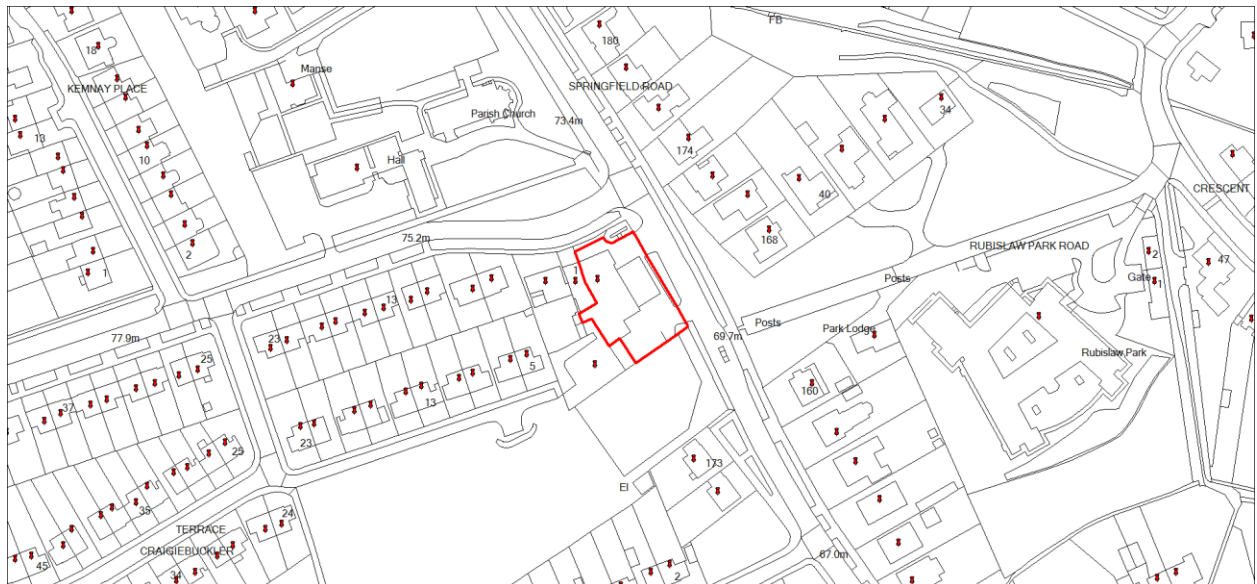 FB
180
18
Manse
KEMNAY PLACE
SPRINGFIELD ROAD
34
Parish Church
73.4m
13
174
10
Hall
40
CRESCENT
168
75.2m
RUBISLAW PARK ROAD
2
2
47
1
1
Gate
1
Posts
13
Posts
Park Lodge
77.9m
23
69.7m
Rubislaw Park
25
5
160
37
13
23
25
173
El
35
24
TERRACE
CRAIGIEBUCKLER
67.0m
45
34
2